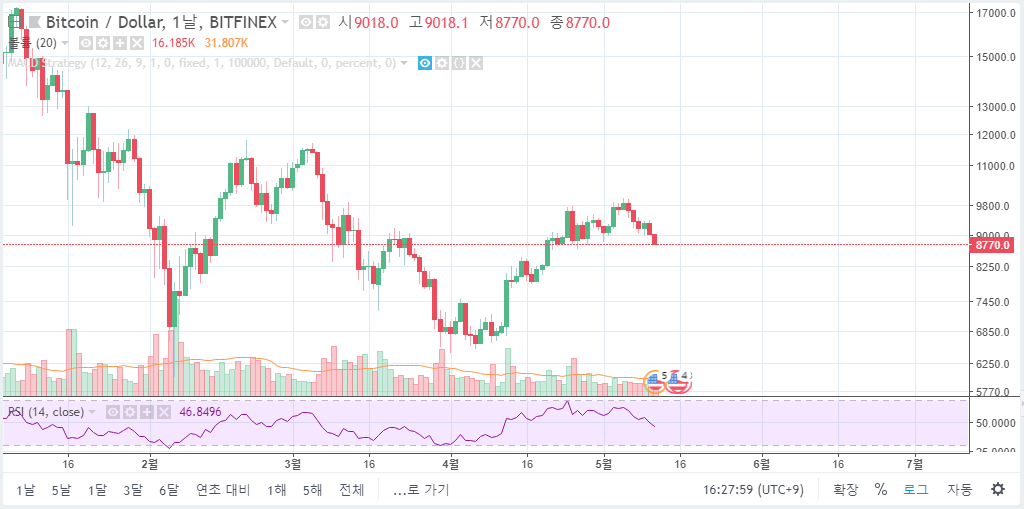 Bitcoin / Dollar, 1날, BITFINEX 시9018.0 고9018.1 저8770.0 종8770.0
볼륨 (20) 16.185K 31.807K
MACD Strategy (12, 26, 9, 1, 0, fixed, 1, 100000, Default, 0, percent, 0)
17000.0
15000.0
13000.0
12000.0
11000.0
9800.0
9000.0
8770.0
8250.0
7450.0
6850.0
6250.0
5770.0
5 4
RSI (14, close) 46.8496
50.0000
25.0000
16 2월 3월 16 4월 16 5월 16 6월 16 7월
1날 5날 1달 3달 6달 연초 대비 1해 5해 전체 ...로 가기 16:27:59 (UTC+9) 확장 % 로그 자동